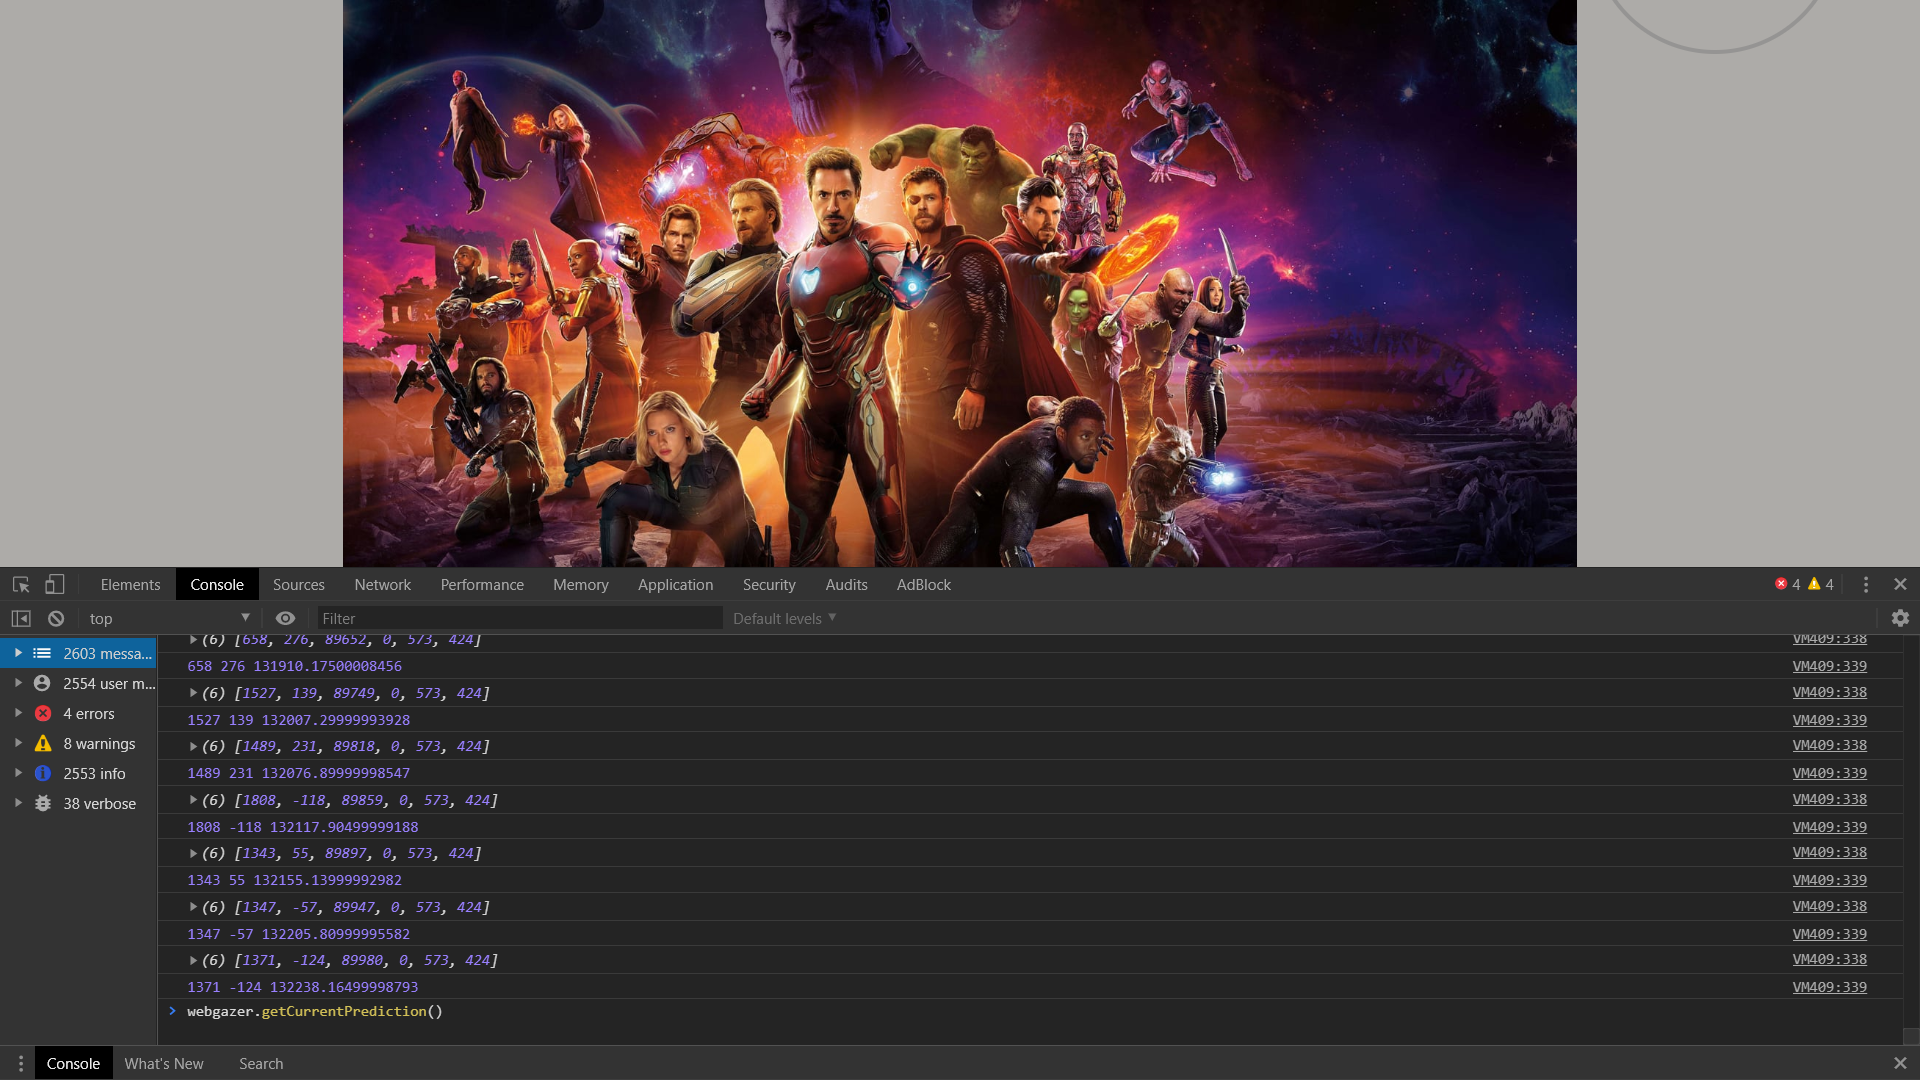 Elements Console Sources Network Performance Memory Application Security Audits AdBlock 4 4
top Filter Default levels
2603 messa...
2554 user m...
4 errors
8 warnings
2553 info
38 verbose
(6) [658, 276, 89652, 0, 573, 424] VM409:338
658 276 131910.17500008456 VM409:339
(6) [1527, 139, 89749, 0, 573, 424] VM409:338
1527 139 132007.29999993928 VM409:339
(6) [1489, 231, 89818, 0, 573, 424] VM409:338
1489 231 132076.89999998547 VM409:339
(6) [1808, -118, 89859, 0, 573, 424] VM409:338
1808 -118 132117.90499999188 VM409:339
(6) [1343, 55, 89897, 0, 573, 424] VM409:338
1343 55 132155.13999992982 VM409:339
(6) [1347, -57, 89947, 0, 573, 424] VM409:338
1347 -57 132205.80999995582 VM409:339
(6) [1371, -124, 89980, 0, 573, 424] VM409:338
1371 -124 132238.16499998793 VM409:339
> webgazer.getCurrentPrediction()
Console What's New Search